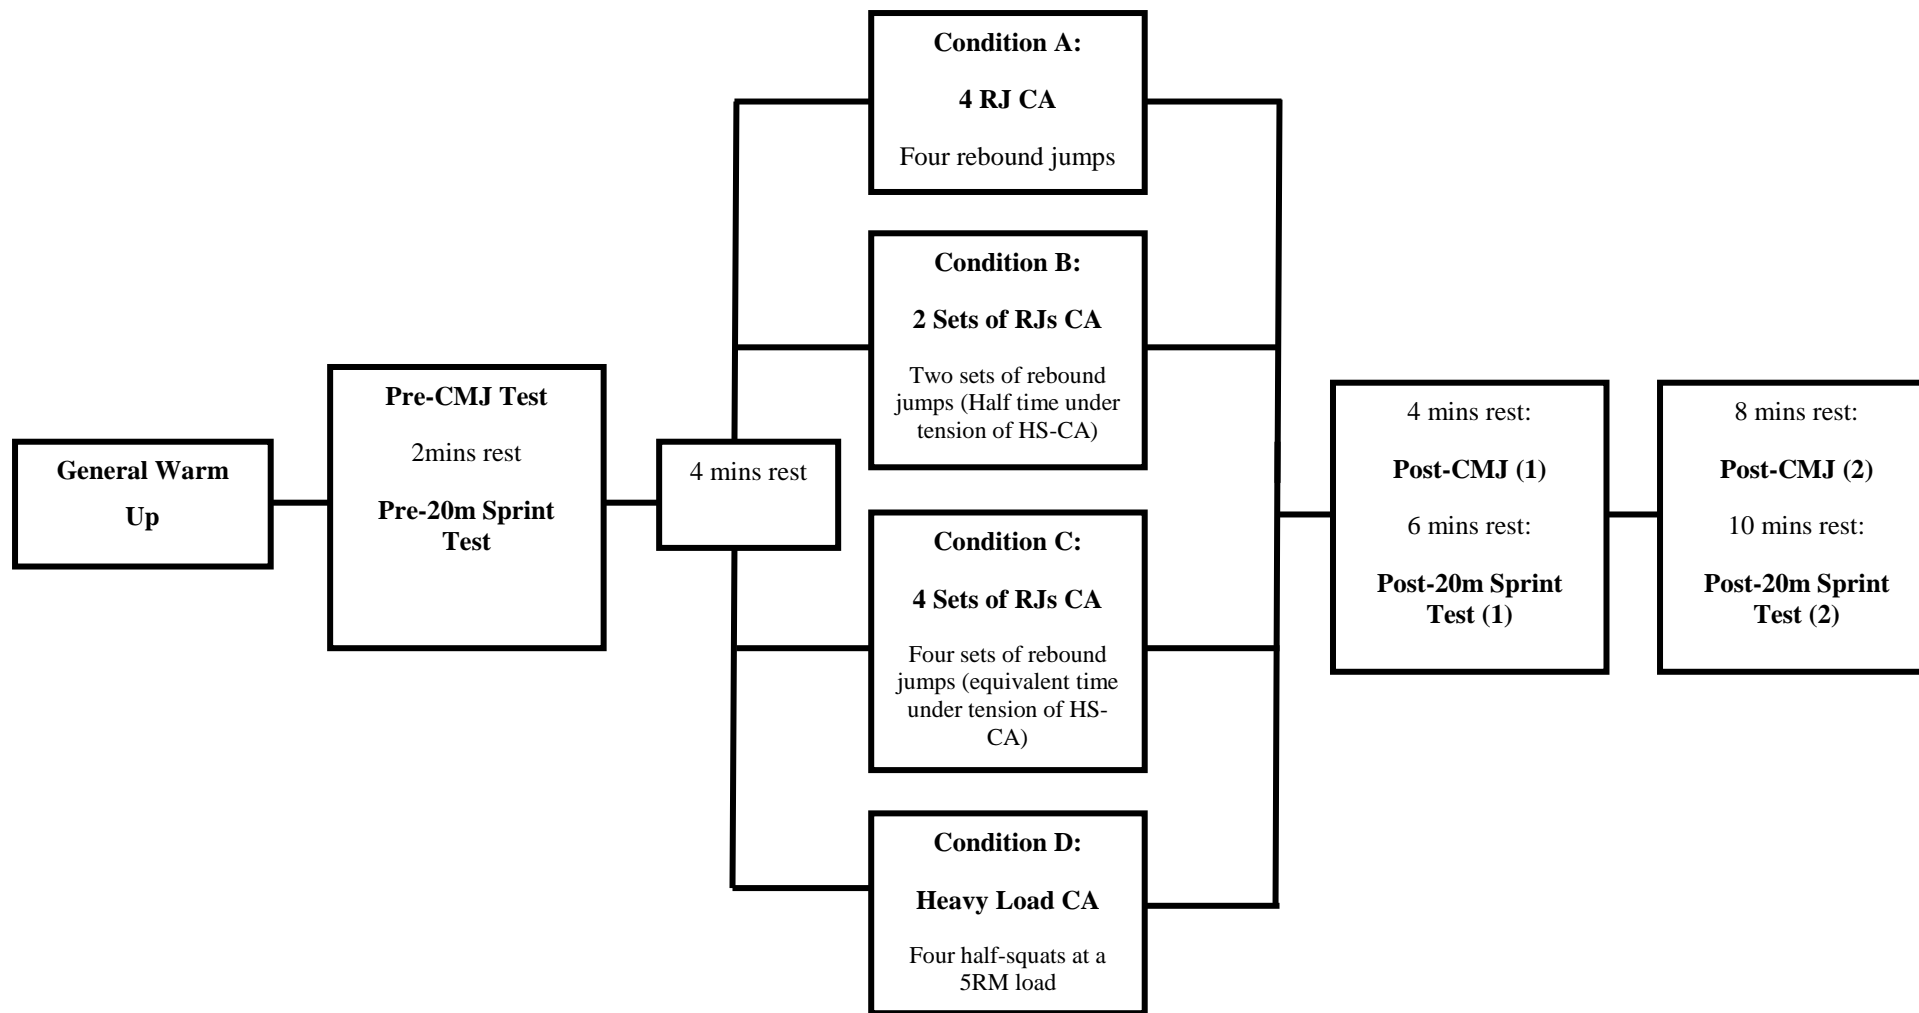 General Warm
Up
Pre-CMJ Test
2mins rest
Pre-20m Sprint
Test
4 mins rest
Condition A:
4 RJ CA
Four rebound jumps
Condition B:
2 Sets of RJs CA
Two sets of rebound
jumps (Half time under
tension of HS-CA)
Condition C:
4 Sets of RJs CA
Four sets of rebound
jumps (equivalent time
under tension of HS-
CA)
Condition D:
Heavy Load CA
Four half-squats at a
5RM load
4 mins rest:
Post-CMJ (1)
6 mins rest:
Post-20m Sprint
Test (1)
8 mins rest:
Post-CMJ (2)
10 mins rest:
Post-20m Sprint
Test (2)